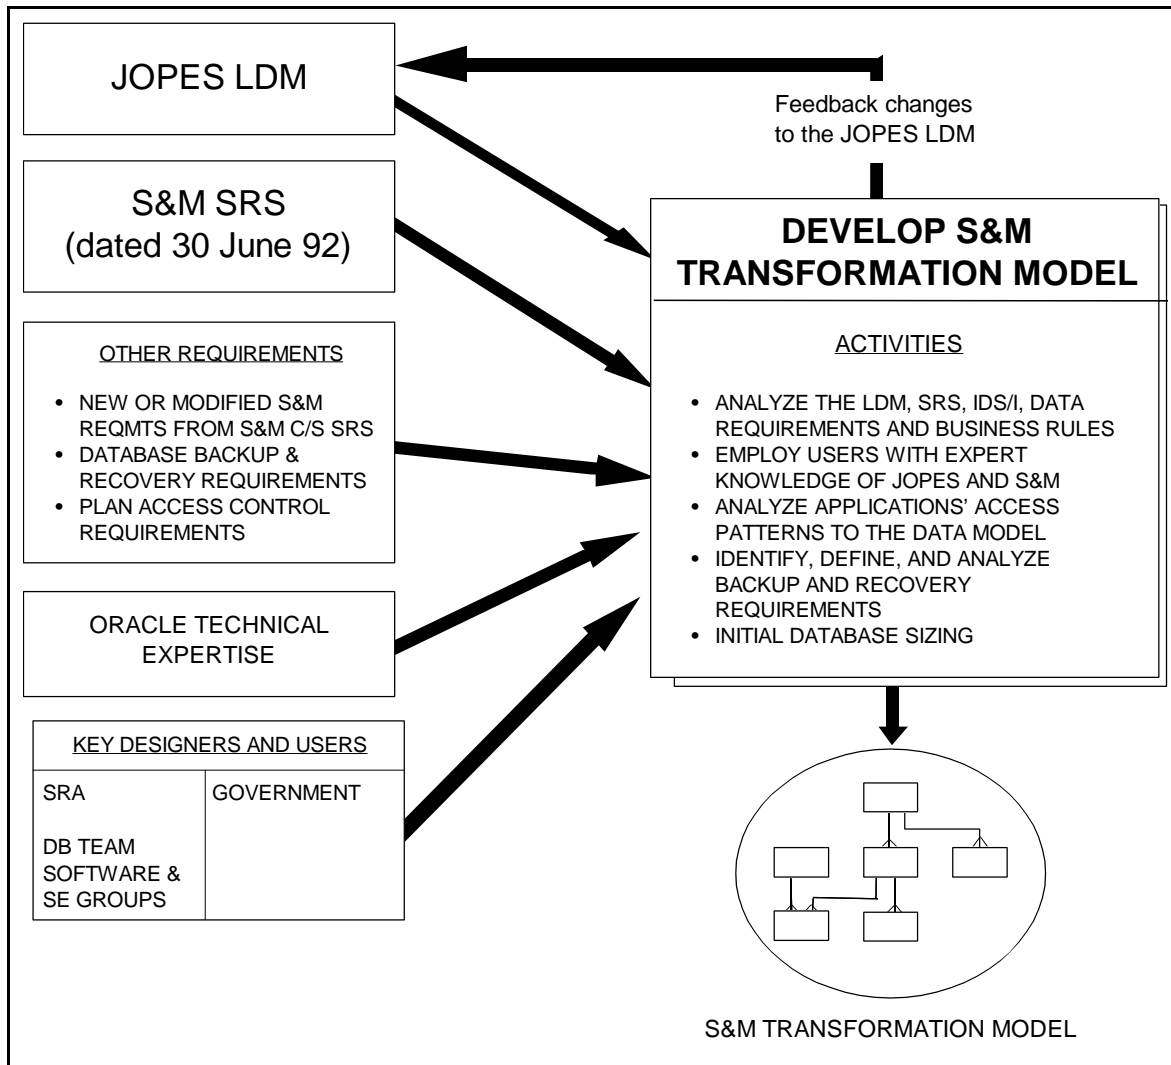 JOPES LDM
Feedback changes
to the JOPES LDM
S&M SRS
(dated 30 June 92)
OTHER REQUIREMENTS
• NEW OR MODIFIED S&M
REQMTS FROM S&M C/S SRS
• DATABASE BACKUP &
RECOVERY REQUIREMENTS
• PLAN ACCESS CONTROL
REQUIREMENTS
ORACLE TECHNICAL
EXPERTISE
KEY DESIGNERS AND USERS
SRA
DB TEAM
SOFTWARE &
SE GROUPS
GOVERNMENT
DEVELOP S&M
TRANSFORMATION MODEL
ACTIVITIES
• ANALYZE THE LDM, SRS, IDS/I, DATA
REQUIREMENTS AND BUSINESS RULES
• EMPLOY USERS WITH EXPERT
KNOWLEDGE OF JOPES AND S&M
• ANALYZE APPLICATIONS’ ACCESS
PATTERNS TO THE DATA MODEL
• IDENTIFY, DEFINE, AND ANALYZE
BACKUP AND RECOVERY
REQUIREMENTS
• INITIAL DATABASE SIZING
S&M TRANSFORMATION MODEL